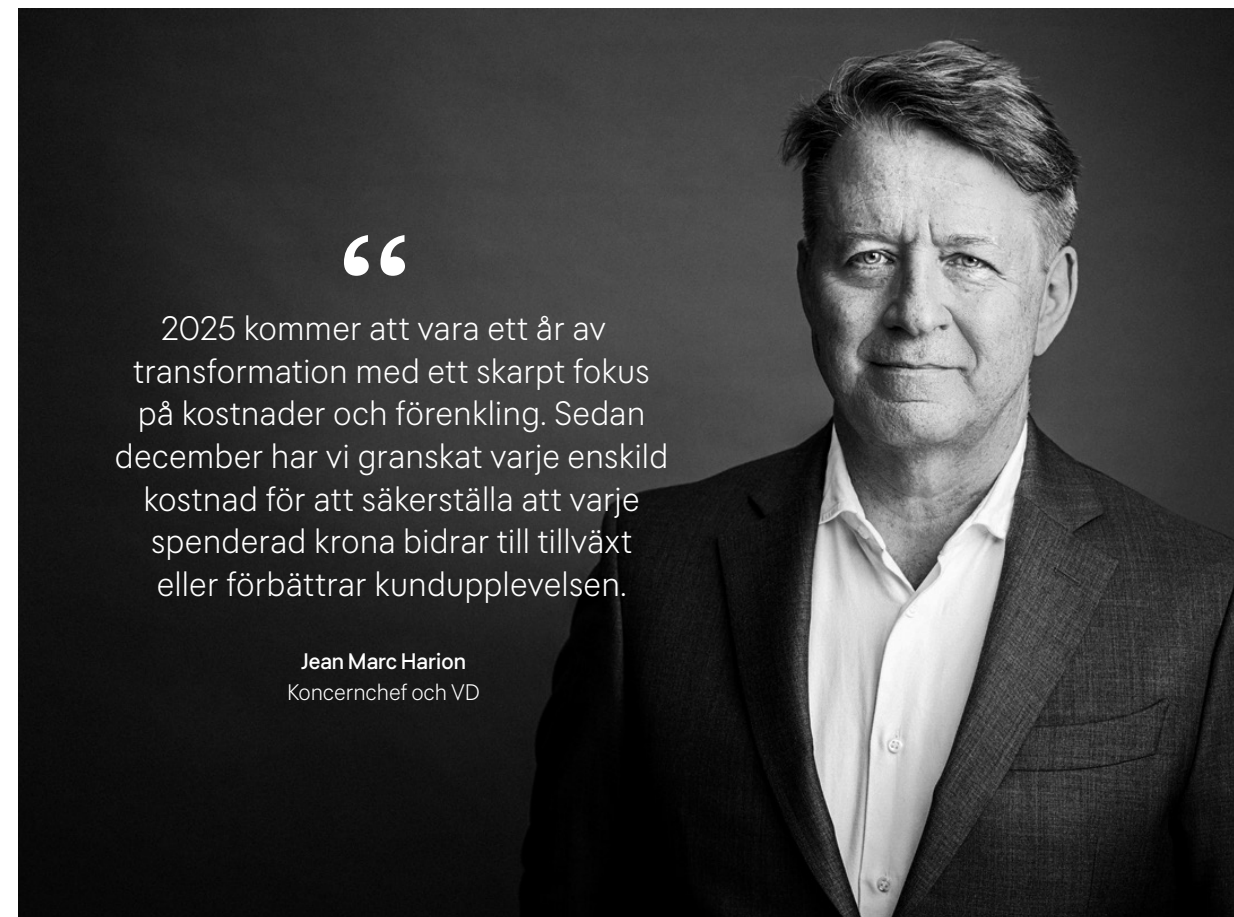 “
2025 kommer att vara ett år av
transformation med ett skarpt fokus
på kostnader och förenkling. Sedan
december har vi granskat varje enskild
kostnad för att säkerställa att varje
spenderad krona bidrar till tillväxt
eller förbättrar kundupplevelsen.
Jean Marc Harion
Koncernchef och VD